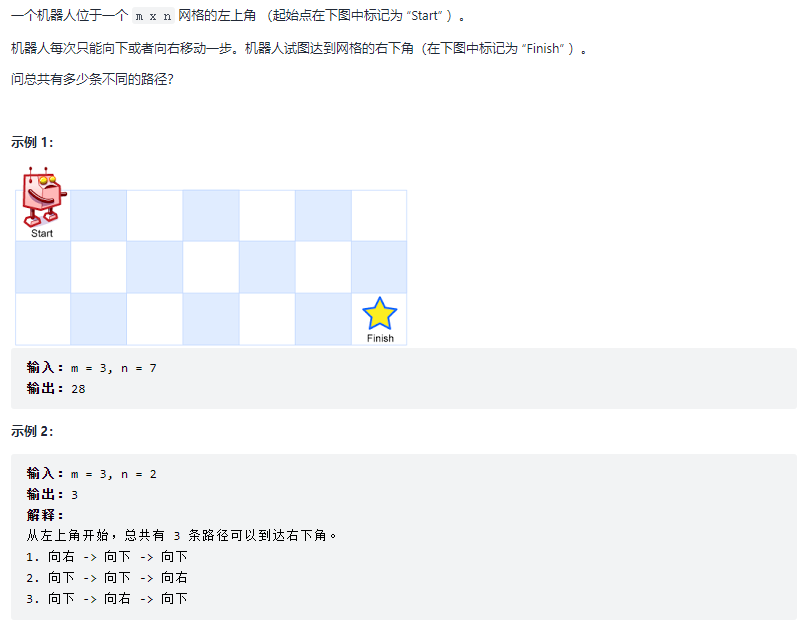 一个机器人位于一个 m x n 网格的左上角 （起始点在下图中标记为 “Start” ）。
机器人每次只能向下或者向右移动一步。机器人试图达到网格的右下角（在下图中标记为 “Finish” ）。
问总共有多少条不同的路径？
示例 1：
Start
Finish
输入：m = 3, n = 7
输出：28
示例 2：
输入：m = 3, n = 2
输出：3
解释：
从左上角开始，总共有 3 条路径可以到达右下角。
1. 向右 -> 向下 -> 向下
2. 向下 -> 向下 -> 向右
3. 向下 -> 向右 -> 向下